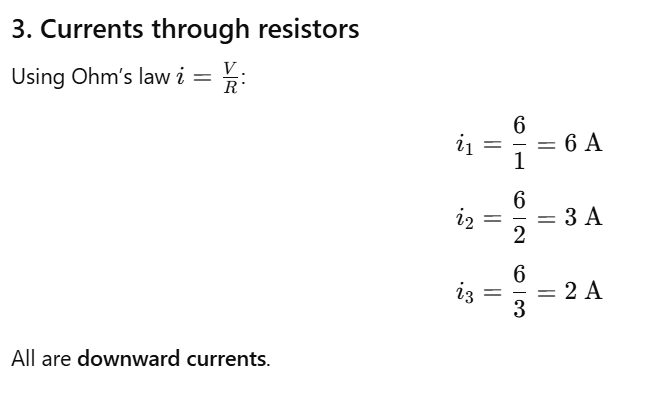 3. Currents through resistors
Using Ohm's law i = V/R:
i₁ = 6/1 = 6 A
i₂ = 6/2 = 3 A
i₃ = 6/3 = 2 A
All are downward currents.